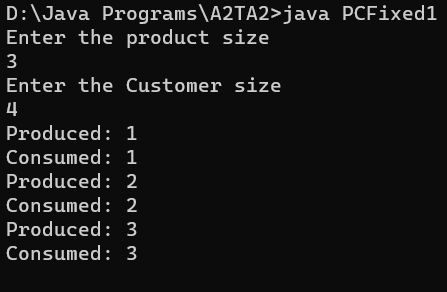 D:\Java Programs\A2TA2>java PCFixed1
Enter the product size
3
Enter the Customer size
4
Produced: 1
Consumed: 1
Produced: 2
Consumed: 2
Produced: 3
Consumed: 3